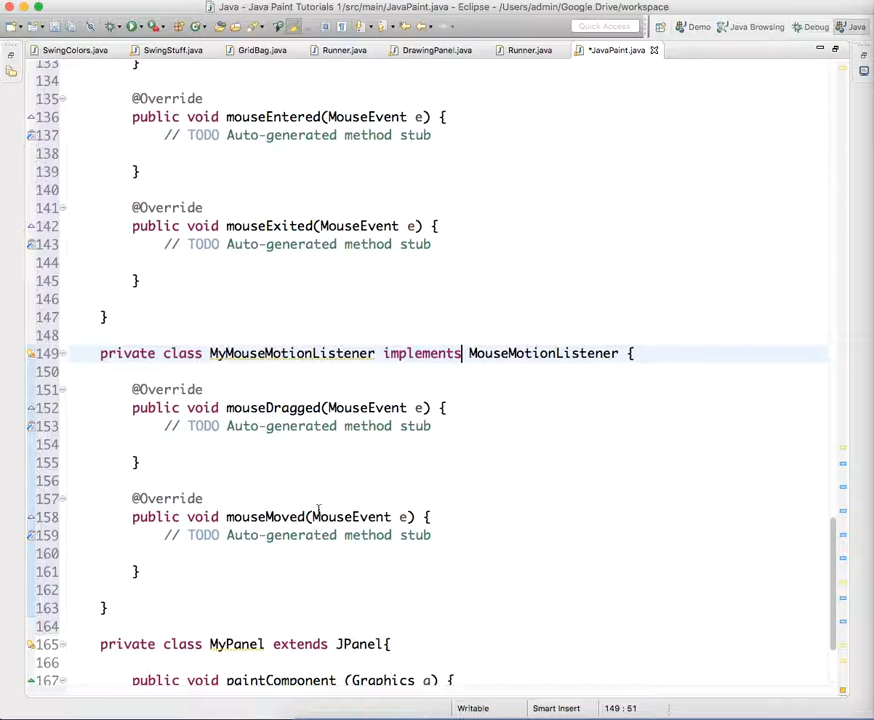 Java - Java Paint Tutorials 1/src/main/JavaPaint.java - Eclipse - /Users/admin/Google Drive/workspace
Quick Access
Demo
Java Browsing
Debug
Java
SwingColors.java
SwingStuff.java
GridBag.java
Runner.java
DrawingPanel.java
Runner.java
*JavaPaint.java
133 }
134
135 @Override
136 public void mouseEntered(MouseEvent e) {
137 // TODO Auto-generated method stub
138
139 }
140
141 @Override
142 public void mouseExited(MouseEvent e) {
143 // TODO Auto-generated method stub
144
145 }
146
147 }
148
149 private class MyMouseMotionListener implements MouseMotionListener {
150
151 @Override
152 public void mouseDragged(MouseEvent e) {
153 // TODO Auto-generated method stub
154
155 }
156
157 @Override
158 public void mouseMoved(MouseEvent e) {
159 // TODO Auto-generated method stub
160
161 }
162
163 }
164
165 private class MyPanel extends JPanel{
166
167 public void paintComponent (Graphics g) {
Writable
Smart Insert
149 : 51